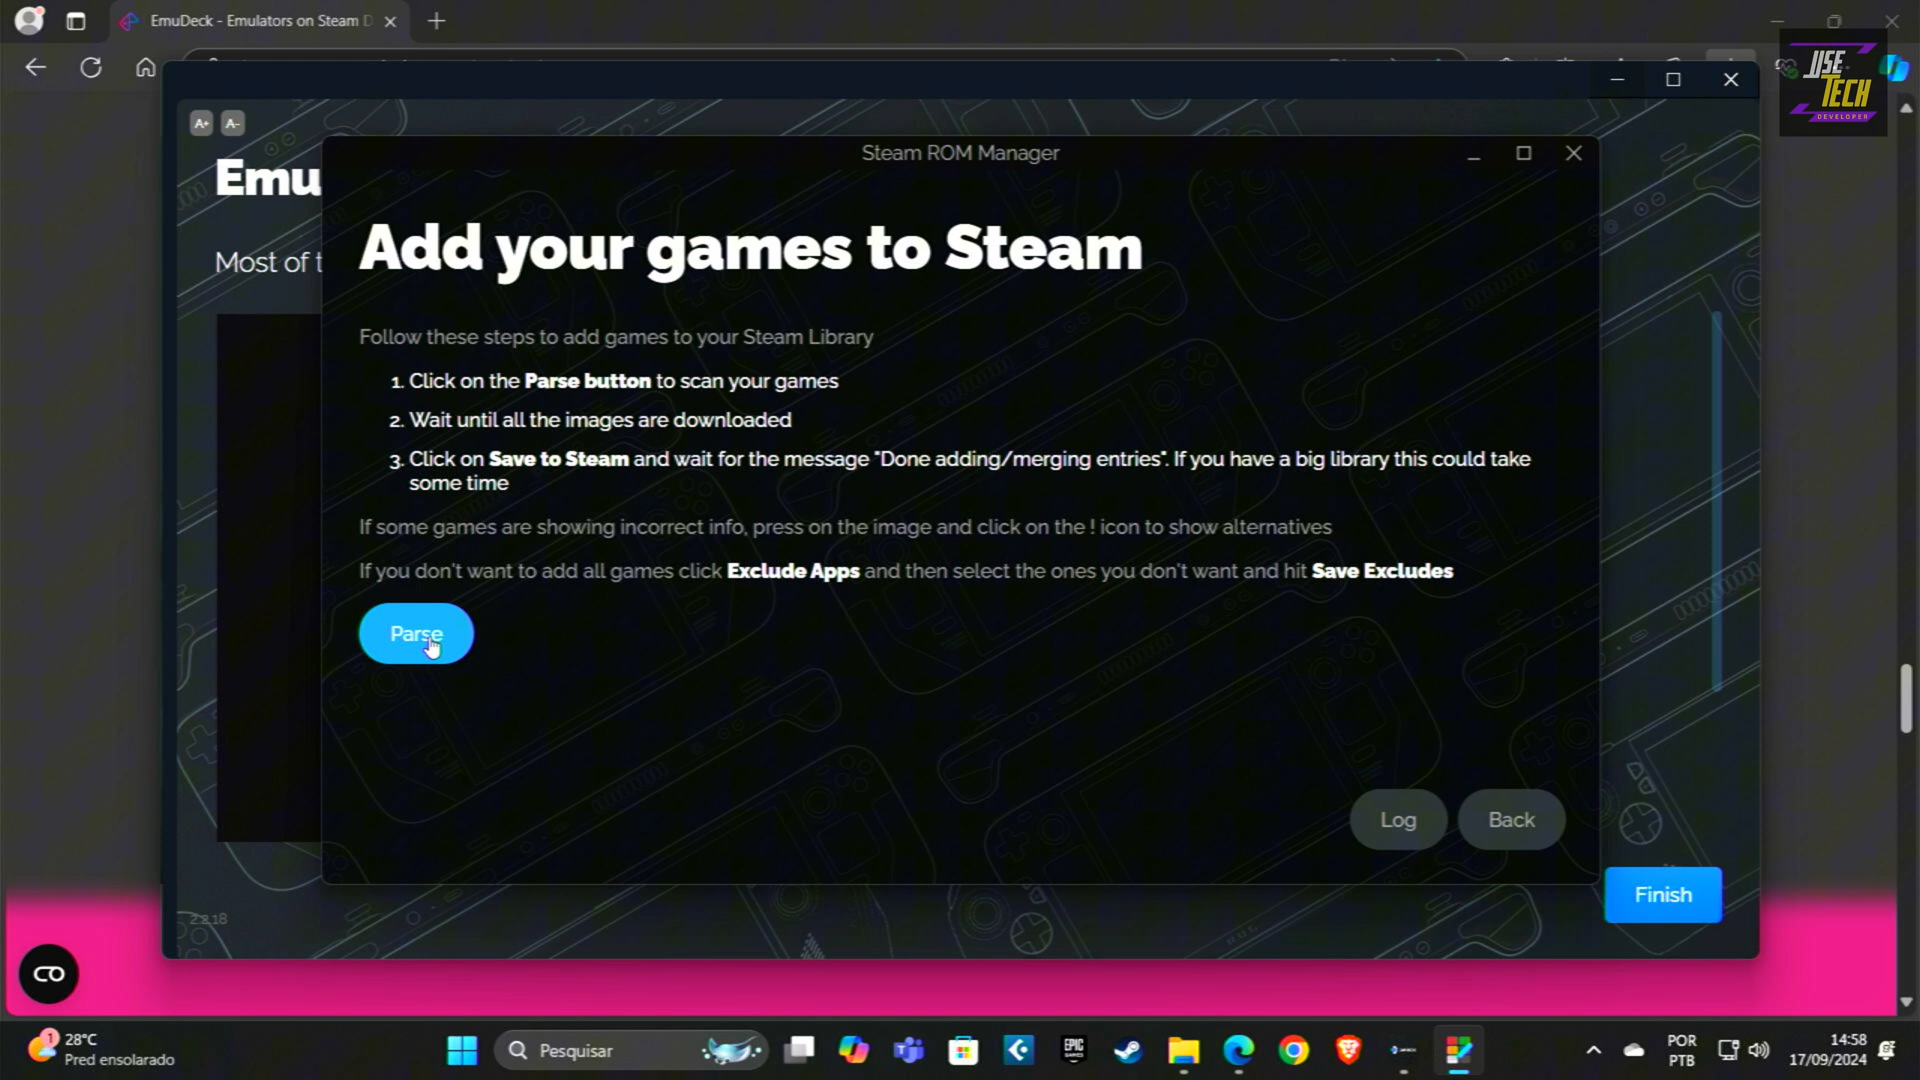 EmuDeck - Emulators on Steam D
JISE
TECH
DEVELOPER
A+ A-
Steam ROM Manager
Emu
Add your games to Steam
Most of t
Follow these steps to add games to your Steam Library
1. Click on the Parse button to scan your games
2. Wait until all the images are downloaded
3. Click on Save to Steam and wait for the message "Done adding/merging entries". If you have a big library this could take
some time
If some games are showing incorrect info, press on the image and click on the ! icon to show alternatives
If you don't want to add all games click Exclude Apps and then select the ones you don't want and hit Save Excludes
Parse
Log Back
Finish
2.2.18
1
28°C
Pred ensolarado
Pesquisar
EPIC
GAMES
POR
PTB
14:58
17/09/2024